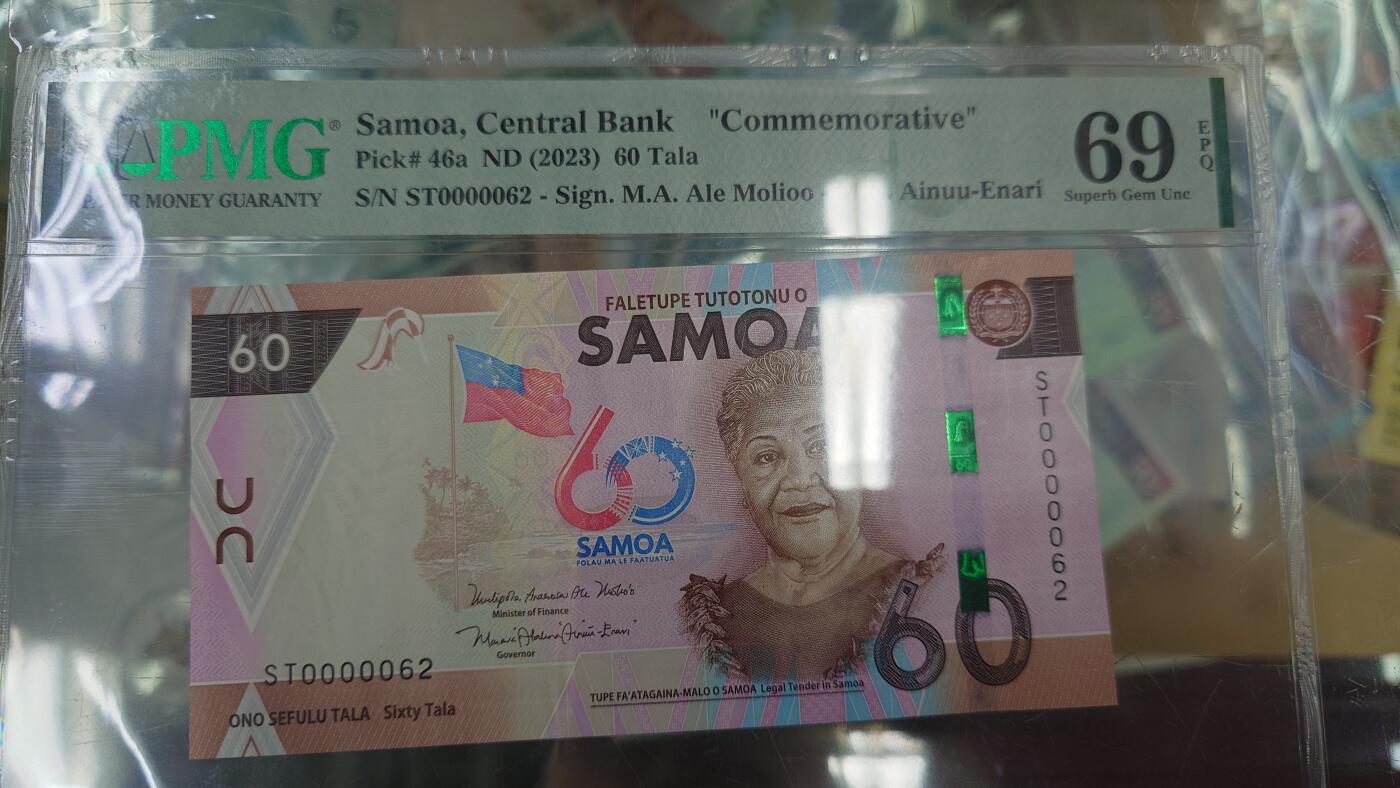 PMG®
MONEY GUARANTY
Samoa, Central Bank "Commemorative"
Pick# 46a ND (2023) 60 Tala
S/N ST0000062 - Sign. M.A. Ale Molioo - Ainuu-Enari
69
EPQ
Superb Gem Unc
FALETUPE TUTOTONU O
SAMOA
60
60
SAMOA
FOLAU MA LE FAATUATUA
Minister of Finance
Governor
ST0000062
ONO SEFULU TALA Sixty Tala
TUPE FA'ATAGAINA-MALO O SAMOA Legal Tender in Samoa
60
60
ST0000062